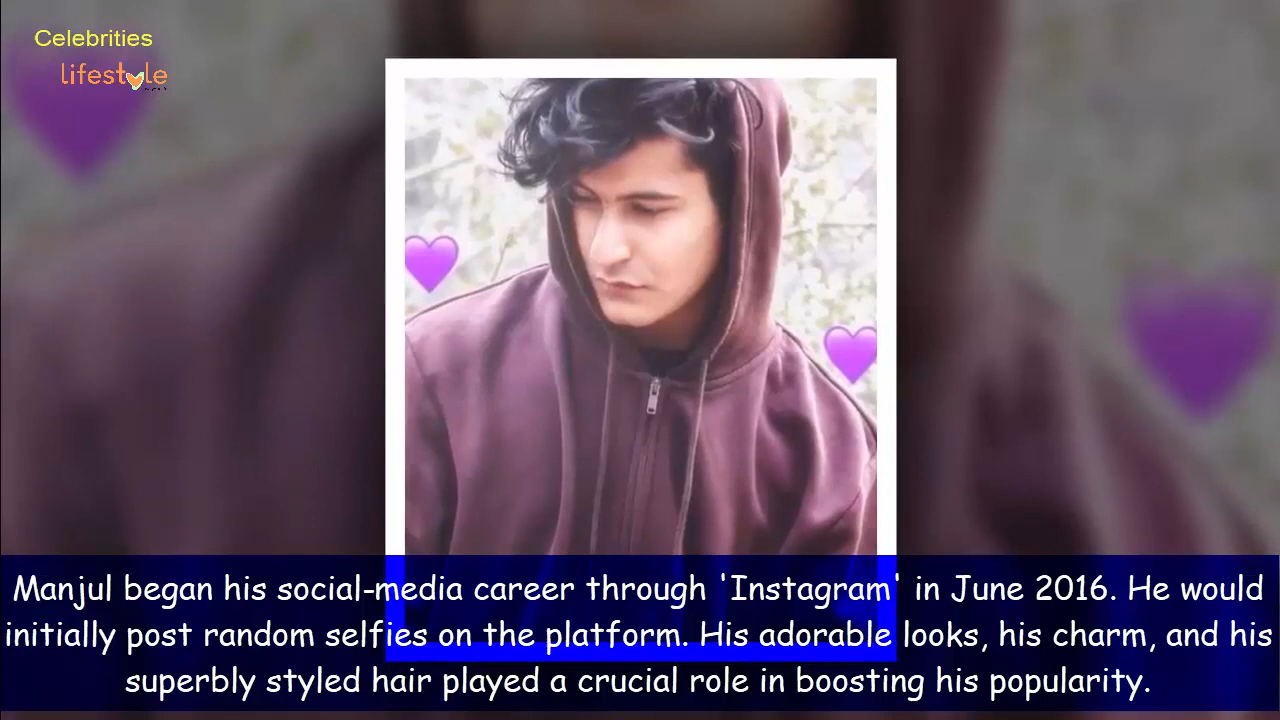 Celebrities
lifestyle
Manjul began his social-media career through 'Instagram' in June 2016. He would
initially post random selfies on the platform. His adorable looks, his charm, and his
superbly styled hair played a crucial role in boosting his popularity.